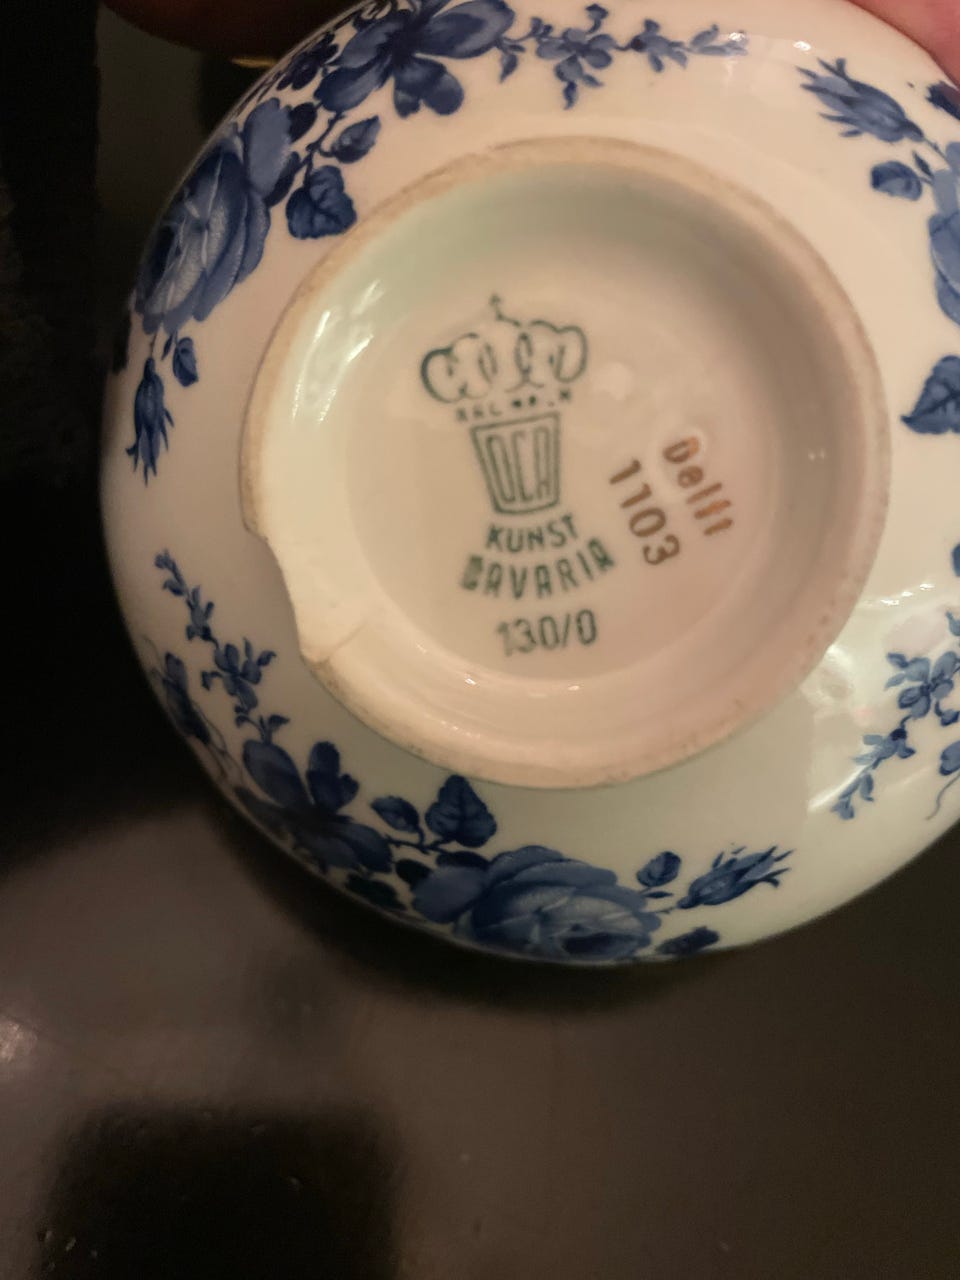 OCA
KUNST
BAVARIA
130/0
Delft
1103